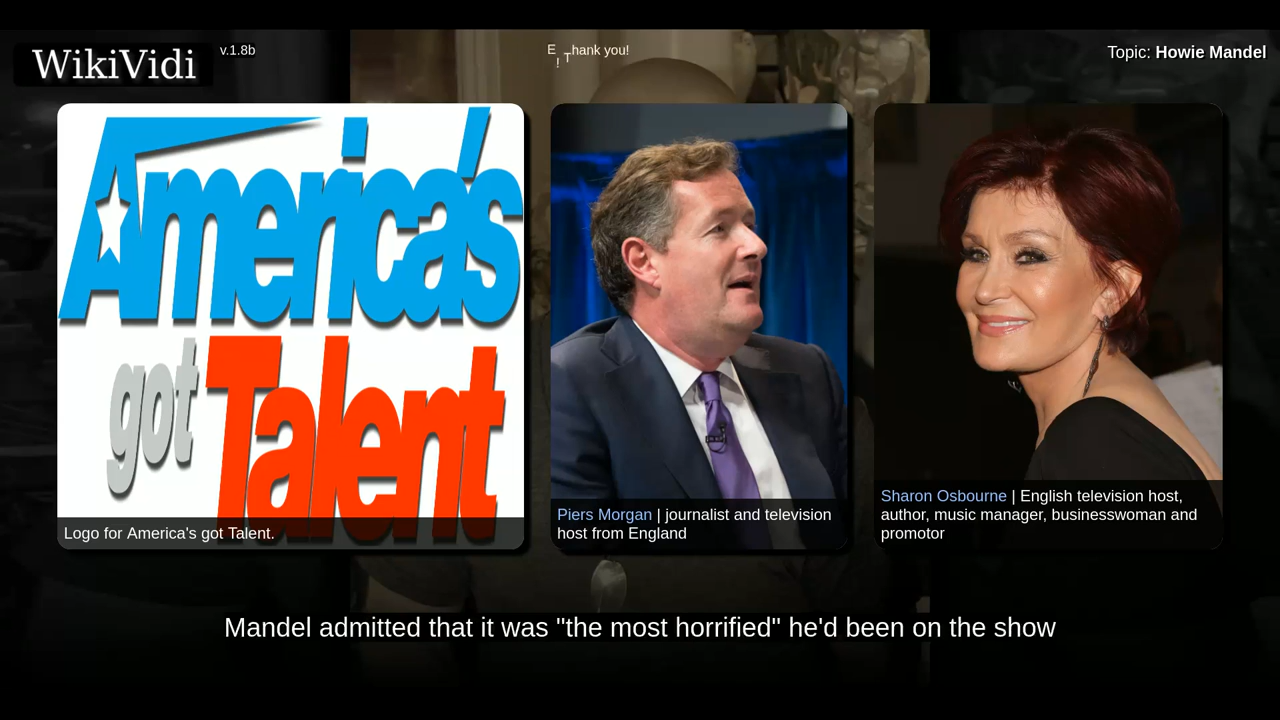 WikiVidi
v.1.8b
E
! Thank you!
Topic: Howie Mandel
America's
got Talent
Logo for America's got Talent.
Piers Morgan | journalist and television
host from England
Sharon Osbourne | English television host,
author, music manager, businesswoman and
promotor
Mandel admitted that it was "the most horrified" he'd been on the show